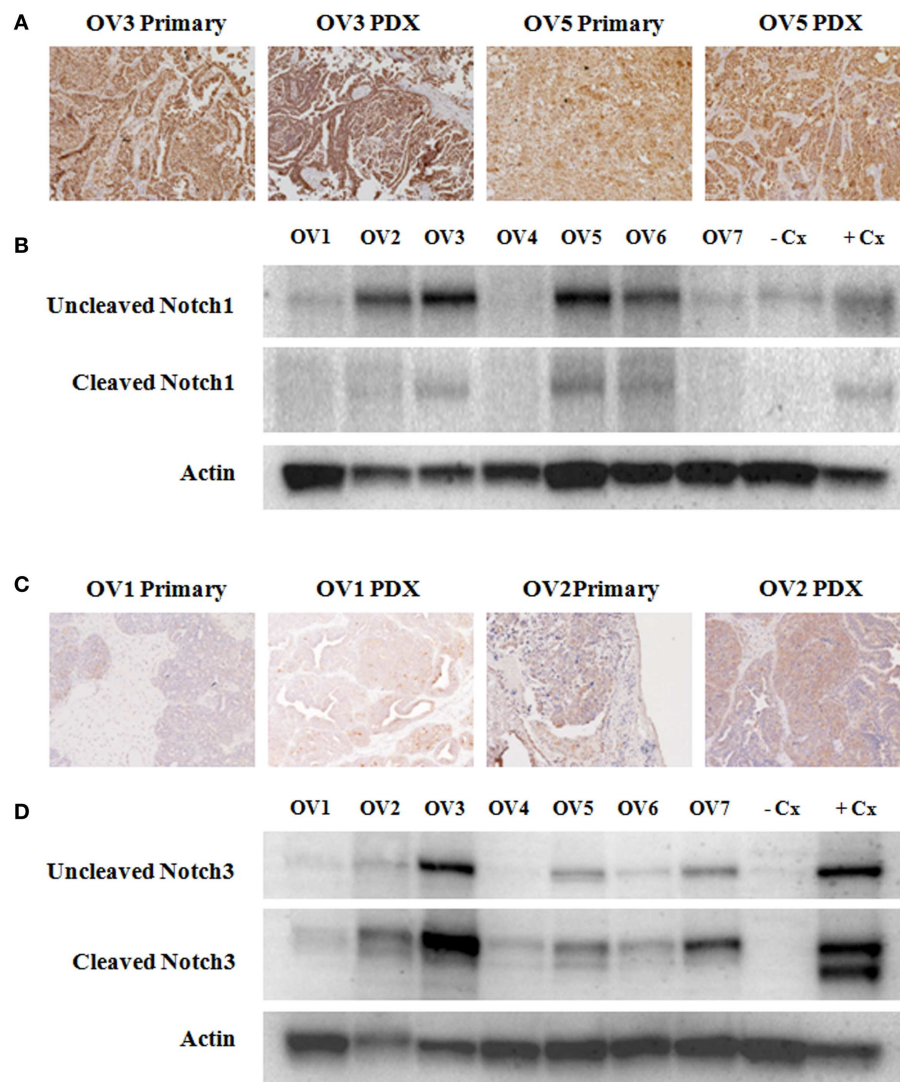 A
OV3 Primary OV3 PDX OV5 Primary OV5 PDX
B
OV1 OV2 OV3 OV4 OV5 OV6 OV7 - Cx + Cx
Uncleaved Notch1
Cleaved Notch1
Actin
C
OV1 Primary OV1 PDX OV2Primary OV2 PDX
D
OV1 OV2 OV3 OV4 OV5 OV6 OV7 - Cx + Cx
Uncleaved Notch3
Cleaved Notch3
Actin